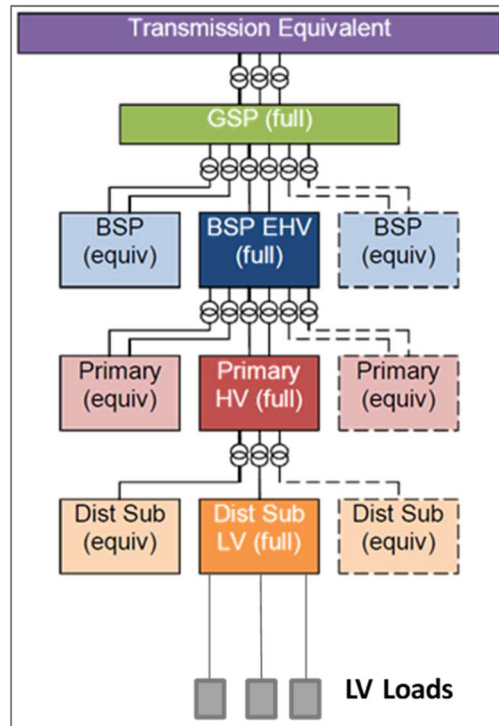 Transmission Equivalent
GSP (full)
BSP
(equiv)
BSP EHV
(full)
BSP
(equiv)
Primary
(equiv)
Primary
HV (full)
Primary
(equiv)
Dist Sub
(equiv)
Dist Sub
LV (full)
Dist Sub
(equiv)
LV Loads